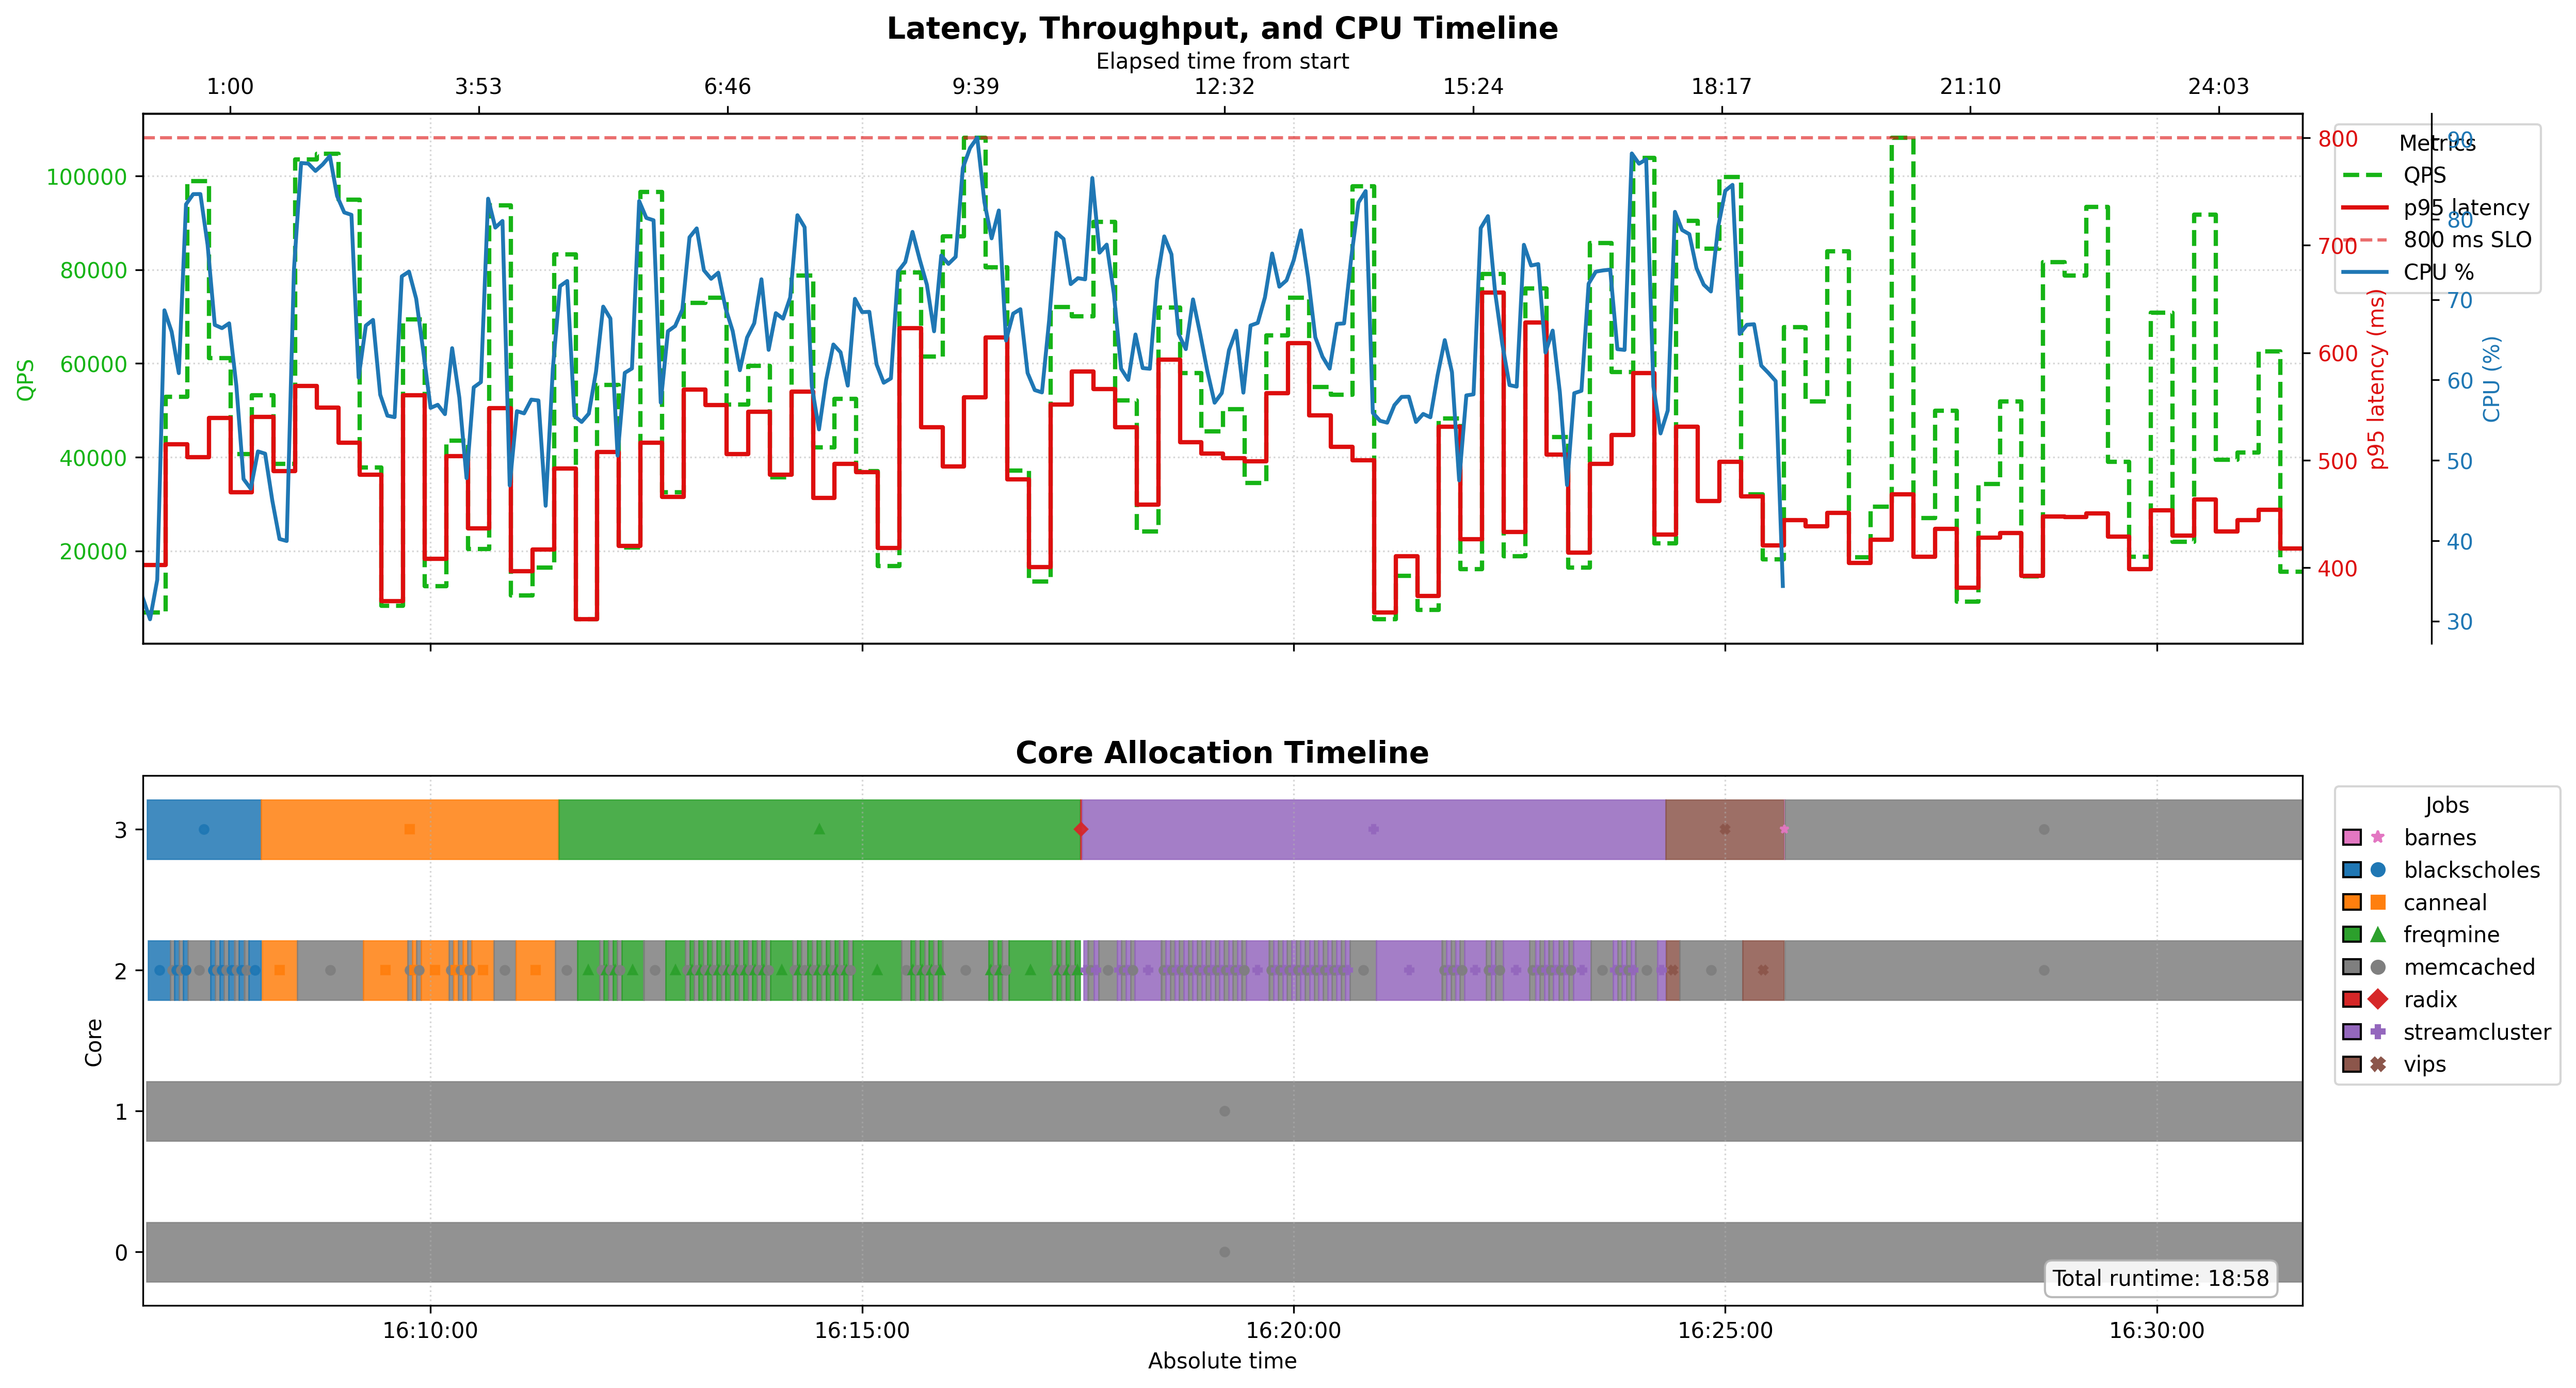 Latency, Throughput, and CPU Timeline
Elapsed time from start
1:00 3:53 6:46 9:39 12:32 15:24 18:17 21:10 24:03
QPS
100000
80000
60000
40000
20000
800
700
600
500
400
p95 latency (ms)
90
80
70
60
50
40
30
CPU (%)
Metrics
QPS
p95 latency
800 ms SLO
CPU %
Core Allocation Timeline
Core
3
2
1
0
Jobs
barnes
blackscholes
canneal
freqmine
memcached
radix
streamcluster
vips
Total runtime: 18:58
16:10:00 16:15:00 16:20:00 16:25:00 16:30:00
Absolute time